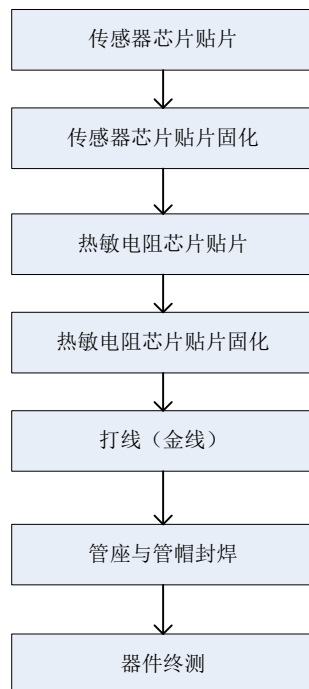 传感器芯片贴片
传感器芯片贴片固化
热敏电阻芯片贴片
热敏电阻芯片贴片固化
打线（金线）
管座与管帽封焊
器件终测